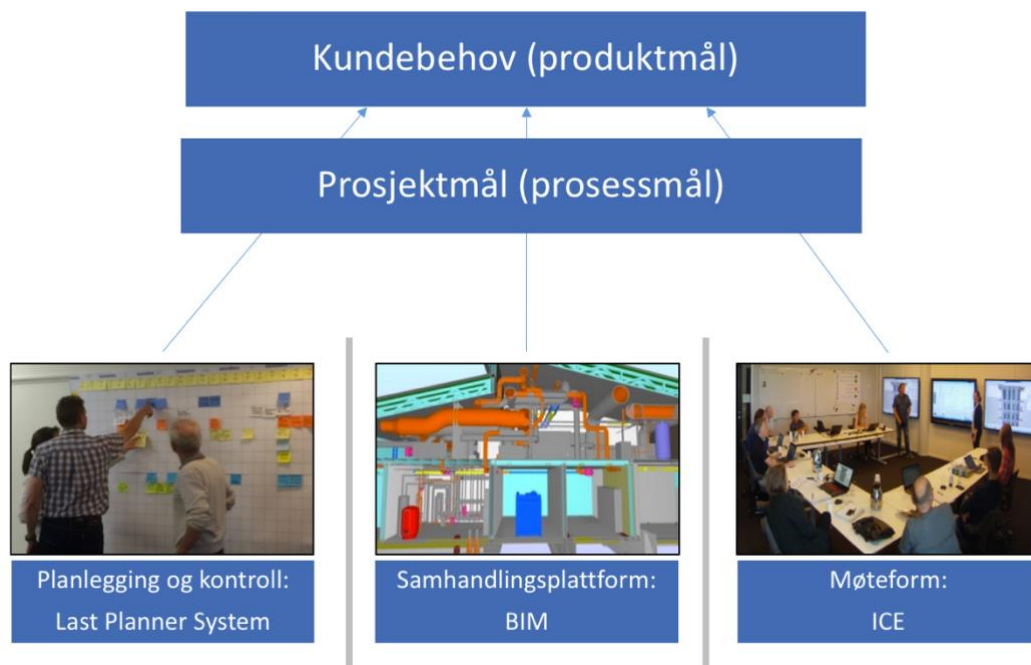 Kundebehov (produktmål)
Prosjektmål (prosessmål)
Planlegging og kontroll:
Last Planner System
Samhandlingsplattform:
BIM
Møteform:
ICE